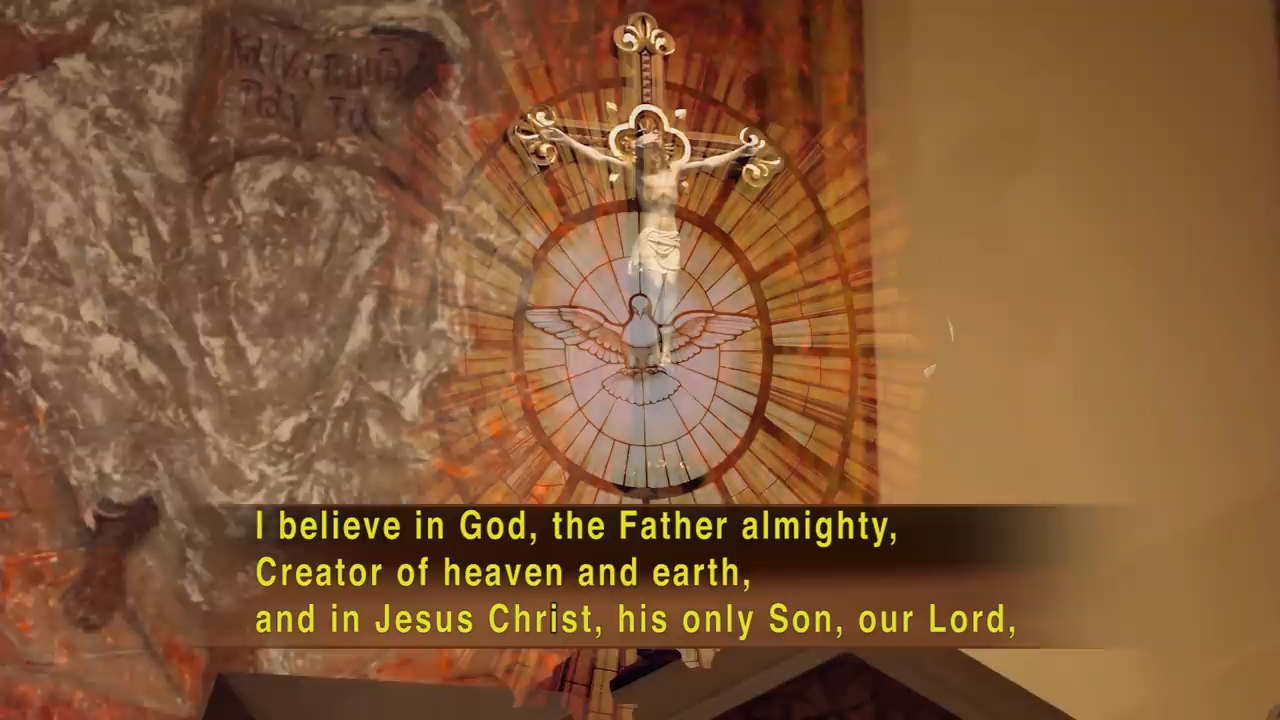 I believe in God, the Father almighty,
Creator of heaven and earth,
and in Jesus Christ, his only Son, our Lord,